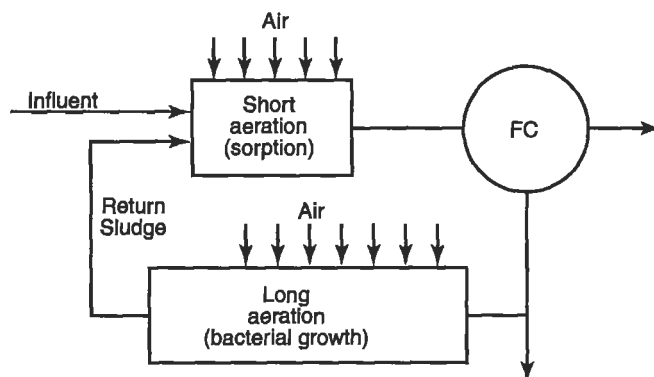 Air
Influent
Short
aeration
(sorption)
FC
Return
Sludge
Air
Long
aeration
(bacterial growth)